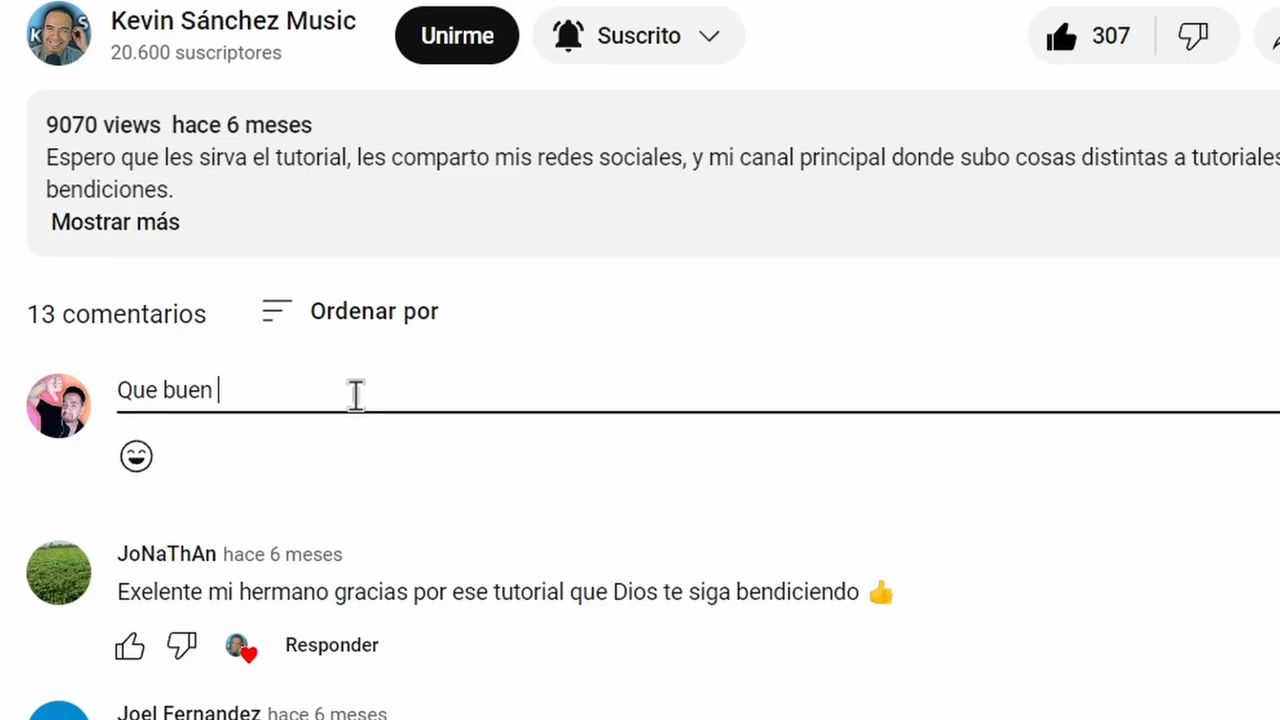 Kevin Sánchez Music
20.600 suscriptores
Unirme
Suscrito
307
9070 views hace 6 meses
Espero que les sirva el tutorial, les comparto mis redes sociales, y mi canal principal donde subo cosas distintas a tutoriales
bendiciones.
Mostrar más
13 comentarios
Ordenar por
Que buen
JoNaThAn hace 6 meses
Exelente mi hermano gracias por ese tutorial que Dios te siga bendiciendo 👍
Responder
Joel Fernandez hace 6 meses